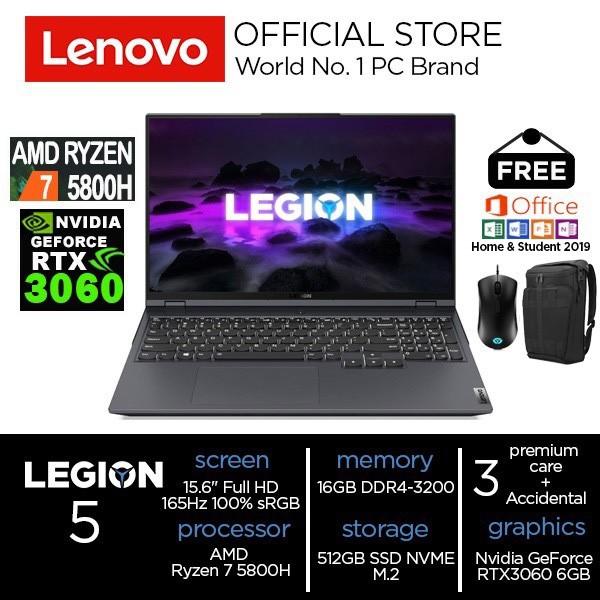 Lenovo
OFFICIAL STORE
World No. 1 PC Brand
AMD RYZEN
7 5800H
NVIDIA
GEFORCE
RTX
3060
LEGION
LEGION
FREE
Office
X W P N
Home & Student 2019
LEGION
5
screen
15.6" Full HD
165Hz 100% sRGB
processor
AMD
Ryzen 7 5800H
memory
16GB DDR4-3200
storage
512GB SSD NVME
M.2
3
premium
care
+
Accidental
graphics
Nvidia GeForce
RTX3060 6GB